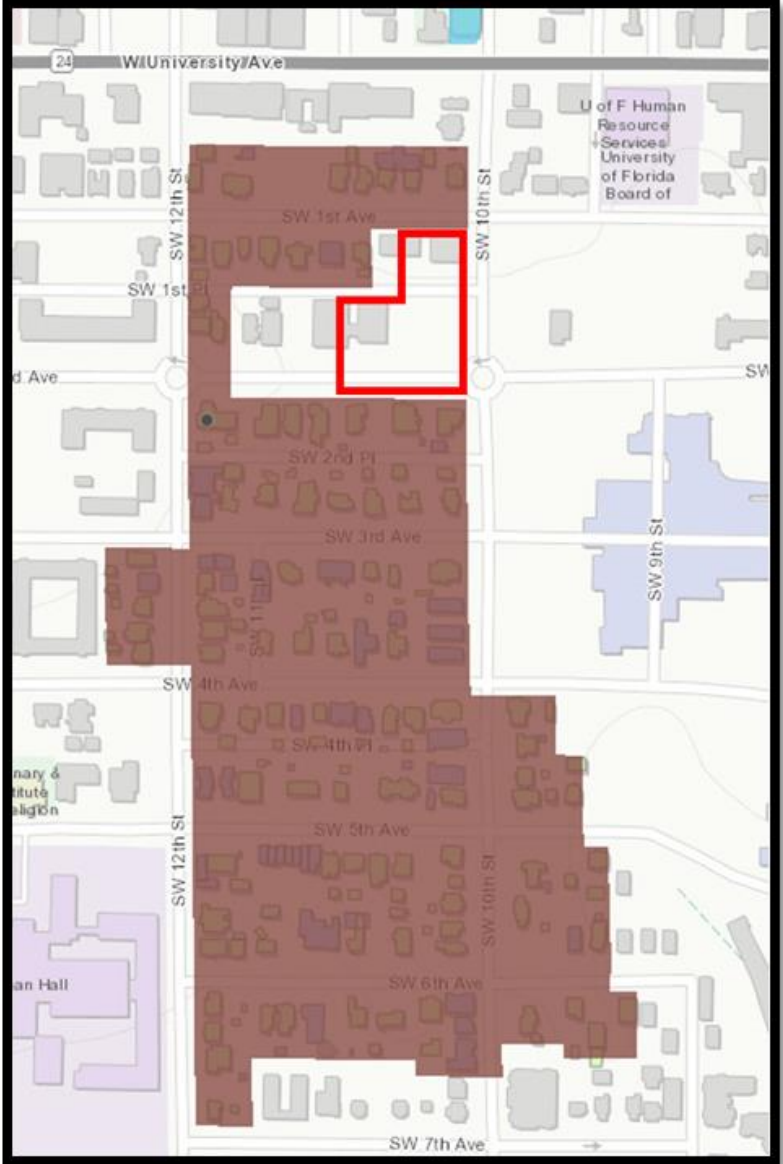 24
W University Ave
U of F Human
Resource
Services
University
of Florida
Board of
SW 12th St
SW 10th St
SW 1st Ave
SW 1st Pl
d Ave
SW
SW 2nd Pl
SW 3rd Ave
SW 9th St
SW 4th Ave
SW 4th Pl
nary &
titute
eligion
SW 5th Ave
SW 12th St
SW 10th St
an Hall
SW 6th Ave
SW 7th Ave